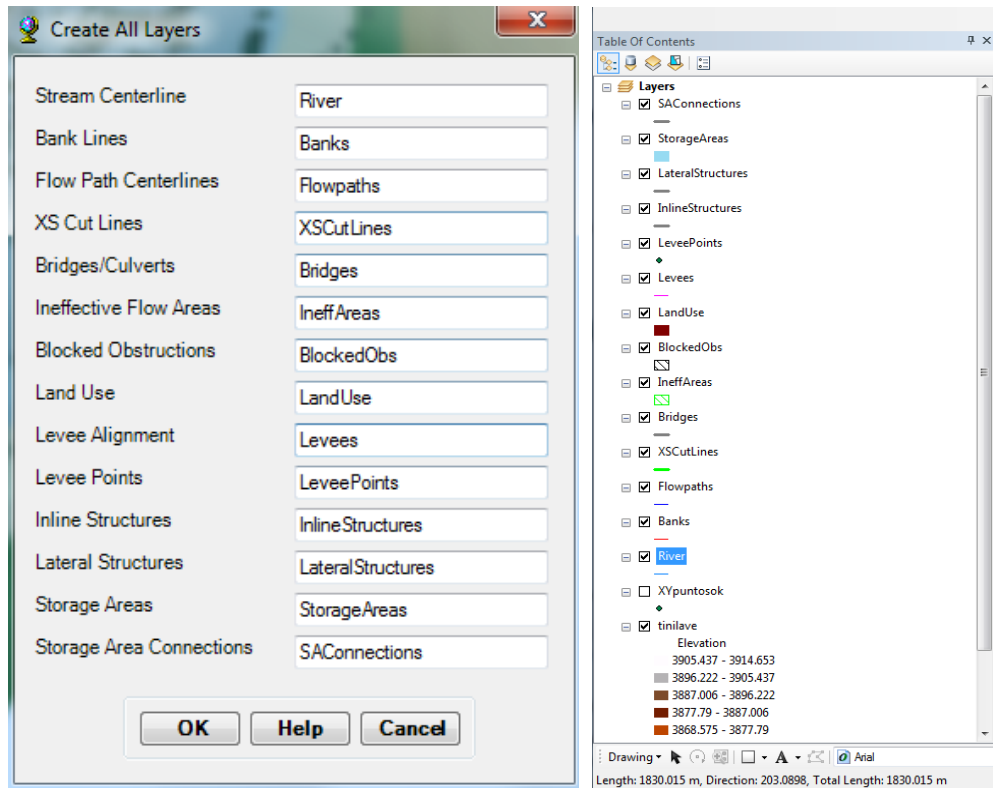 Create All Layers
Stream Centerline River
Bank Lines Banks
Flow Path Centerlines Flowpaths
XS Cut Lines XSCutLines
Bridges/Culverts Bridges
Ineffective Flow Areas IneffAreas
Blocked Obstructions BlockedObs
Land Use LandUse
Levee Alignment Levees
Levee Points LeveePoints
Inline Structures InlineStructures
Lateral Structures LateralStructures
Storage Areas StorageAreas
Storage Area Connections SAConnections
OK Help Cancel
Table Of Contents
Layers
SAConnections
StorageAreas
LateralStructures
InlineStructures
LeveePoints
Levees
LandUse
BlockedObs
IneffAreas
Bridges
XSCutLines
Flowpaths
Banks
River
XYpuntosok
tinilave
Elevation
3905.437 - 3914.653
3896.222 - 3905.437
3887.006 - 3896.222
3877.79 - 3887.006
3868.575 - 3877.79
Drawing A Arial
Length: 1830.015 m, Direction: 203.0898, Total Length: 1830.015 m